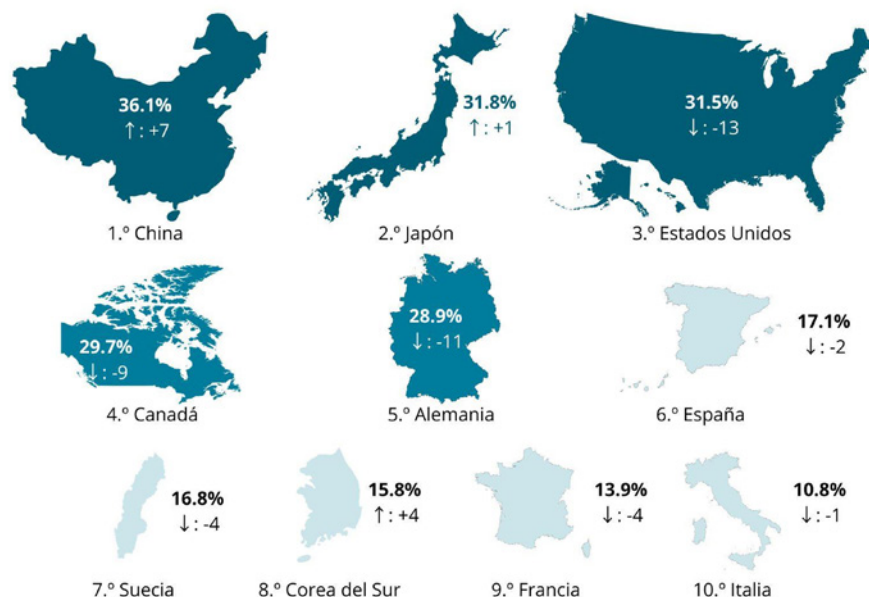 36.1%
↑: +7
1.º China
31.8%
↑: +1
2.º Japón
31.5%
↓: -13
3.º Estados Unidos
29.7%
↓: -9
4.º Canadá
28.9%
↓: -11
5.º Alemania
17.1%
↓: -2
6.º España
16.8%
↓: -4
7.º Suecia
15.8%
↑: +4
8.º Corea del Sur
13.9%
↓: -4
9.º Francia
10.8%
↓: -1
10.º Italia